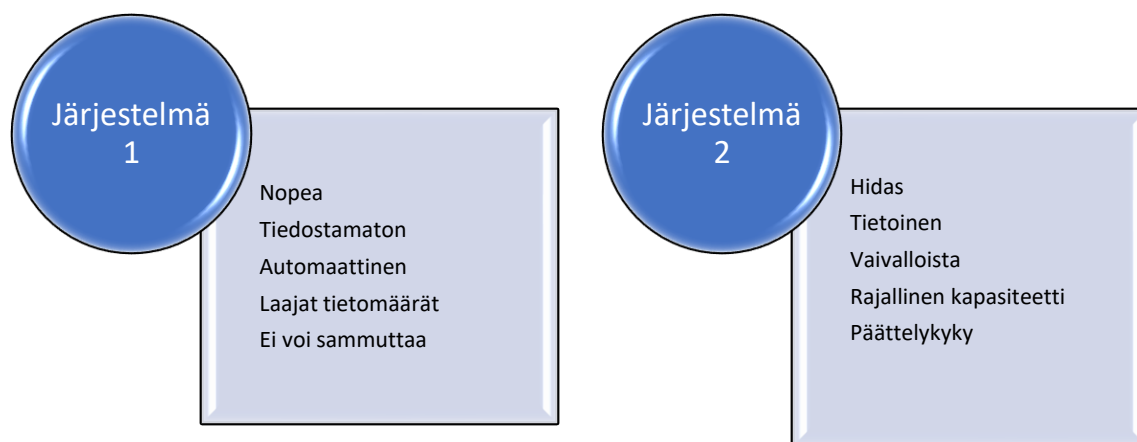 Järjestelmä
1
Nopea
Tiedostamaton
Automaattinen
Laajat tietomäärät
Ei voi sammuttaa
Järjestelmä
2
Hidas
Tietoinen
Vaivalloista
Rajallinen kapasiteetti
Päättelykyky